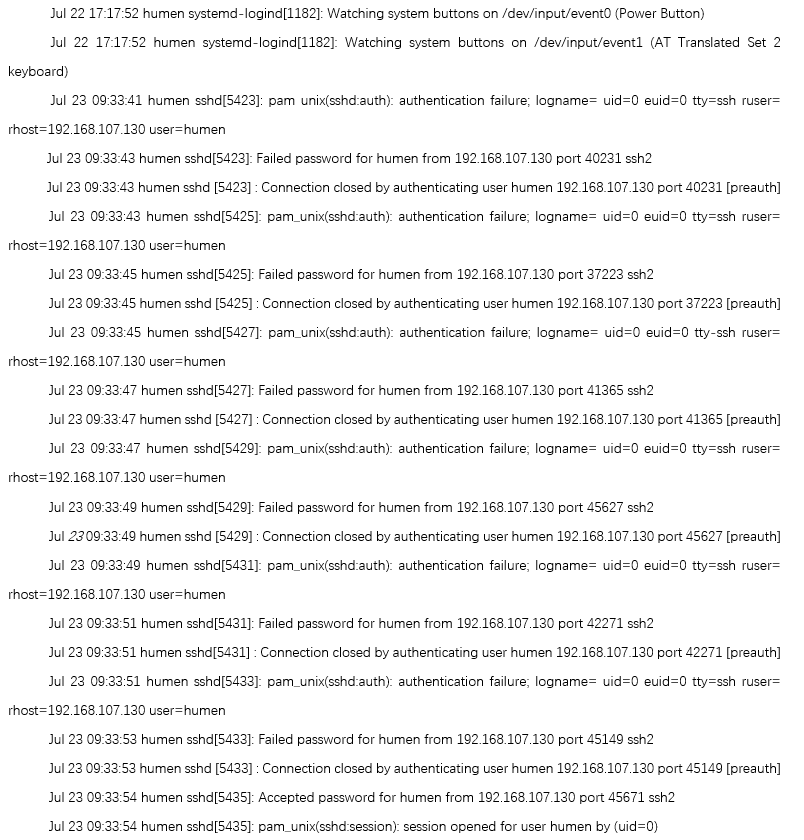 Jul 22 17:17:52 humen systemd-logind[1182]: Watching system buttons on /dev/input/event0 (Power Button)
Jul 22 17:17:52 humen systemd-logind[1182]: Watching system buttons on /dev/input/event1 (AT Translated Set 2
keyboard)
Jul 23 09:33:41 humen sshd[5423]: pam unix(sshd:auth): authentication failure; logname= uid=0 euid=0 tty=ssh ruser=
rhost=192.168.107.130 user=humen
Jul 23 09:33:43 humen sshd[5423]: Failed password for humen from 192.168.107.130 port 40231 ssh2
Jul 23 09:33:43 humen sshd [5423] : Connection closed by authenticating user humen 192.168.107.130 port 40231 [preauth]
Jul 23 09:33:43 humen sshd[5425]: pam_unix(sshd:auth): authentication failure; logname= uid=0 euid=0 tty=ssh ruser=
rhost=192.168.107.130 user=humen
Jul 23 09:33:45 humen sshd[5425]: Failed password for humen from 192.168.107.130 port 37223 ssh2
Jul 23 09:33:45 humen sshd [5425] : Connection closed by authenticating user humen 192.168.107.130 port 37223 [preauth]
Jul 23 09:33:45 humen sshd[5427]: pam_unix(sshd:auth): authentication failure; logname= uid=0 euid=0 tty-ssh ruser=
rhost=192.168.107.130 user=humen
Jul 23 09:33:47 humen sshd[5427]: Failed password for humen from 192.168.107.130 port 41365 ssh2
Jul 23 09:33:47 humen sshd [5427] : Connection closed by authenticating user humen 192.168.107.130 port 41365 [preauth]
Jul 23 09:33:47 humen sshd[5429]: pam_unix(sshd:auth): authentication failure; logname= uid=0 euid=0 tty=ssh ruser=
rhost=192.168.107.130 user=humen
Jul 23 09:33:49 humen sshd[5429]: Failed password for humen from 192.168.107.130 port 45627 ssh2
Jul 23 09:33:49 humen sshd [5429] : Connection closed by authenticating user humen 192.168.107.130 port 45627 [preauth]
Jul 23 09:33:49 humen sshd[5431]: pam_unix(sshd:auth): authentication failure; logname= uid=0 euid=0 tty=ssh ruser=
rhost=192.168.107.130 user=humen
Jul 23 09:33:51 humen sshd[5431]: Failed password for humen from 192.168.107.130 port 42271 ssh2
Jul 23 09:33:51 humen sshd[5431] : Connection closed by authenticating user humen 192.168.107.130 port 42271 [preauth]
Jul 23 09:33:51 humen sshd[5433]: pam_unix(sshd:auth): authentication failure; logname= uid=0 euid=0 tty=ssh ruser=
rhost=192.168.107.130 user=humen
Jul 23 09:33:53 humen sshd[5433]: Failed password for humen from 192.168.107.130 port 45149 ssh2
Jul 23 09:33:53 humen sshd [5433] : Connection closed by authenticating user humen 192.168.107.130 port 45149 [preauth]
Jul 23 09:33:54 humen sshd[5435]: Accepted password for humen from 192.168.107.130 port 45671 ssh2
Jul 23 09:33:54 humen sshd[5435]: pam_unix(sshd:session): session opened for user humen by (uid=0)